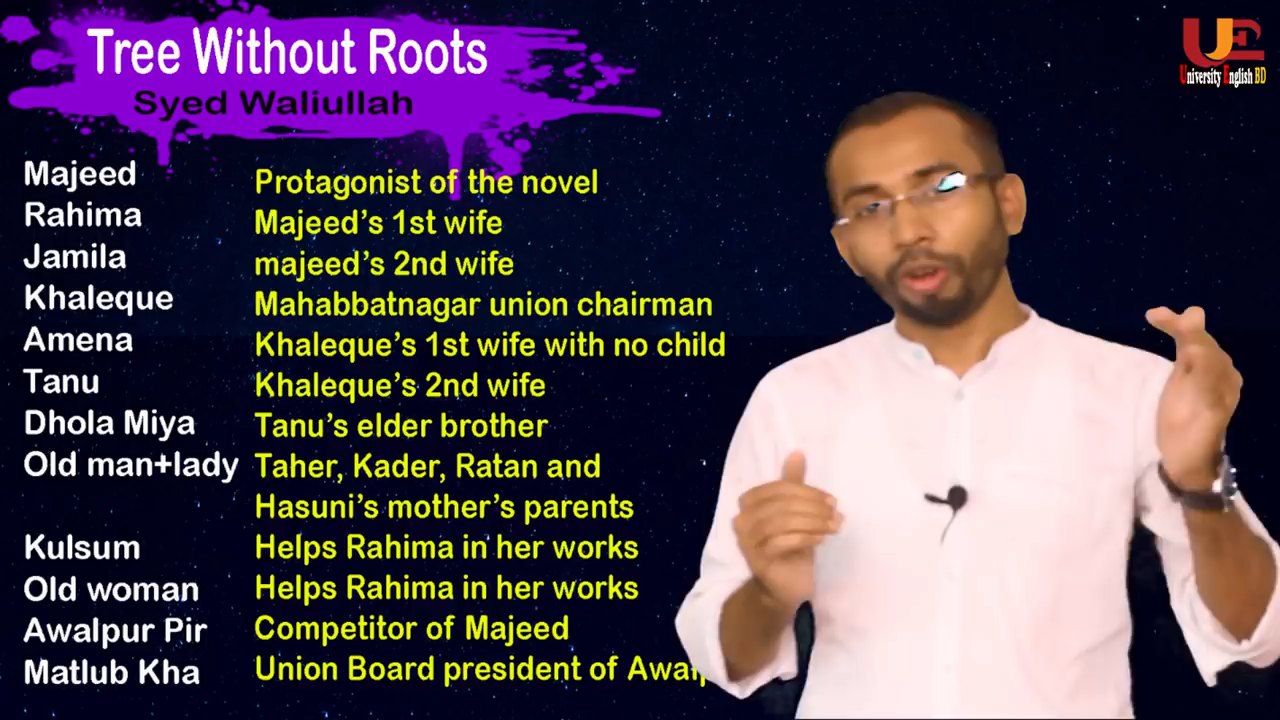 Tree Without Roots
Syed Waliullah
UE
University English BD
Majeed Protagonist of the novel
Rahima Majeed's 1st wife
Jamila majeed's 2nd wife
Khaleque Mahabbatnagar union chairman
Amena Khaleque's 1st wife with no child
Tanu Khaleque's 2nd wife
Dhola Miya Tanu's elder brother
Old man+lady Taher, Kader, Ratan and
Hasuni's mother's parents
Kulsum Helps Rahima in her works
Old woman Helps Rahima in her works
Awalpur Pir Competitor of Majeed
Matlub Kha Union Board president of